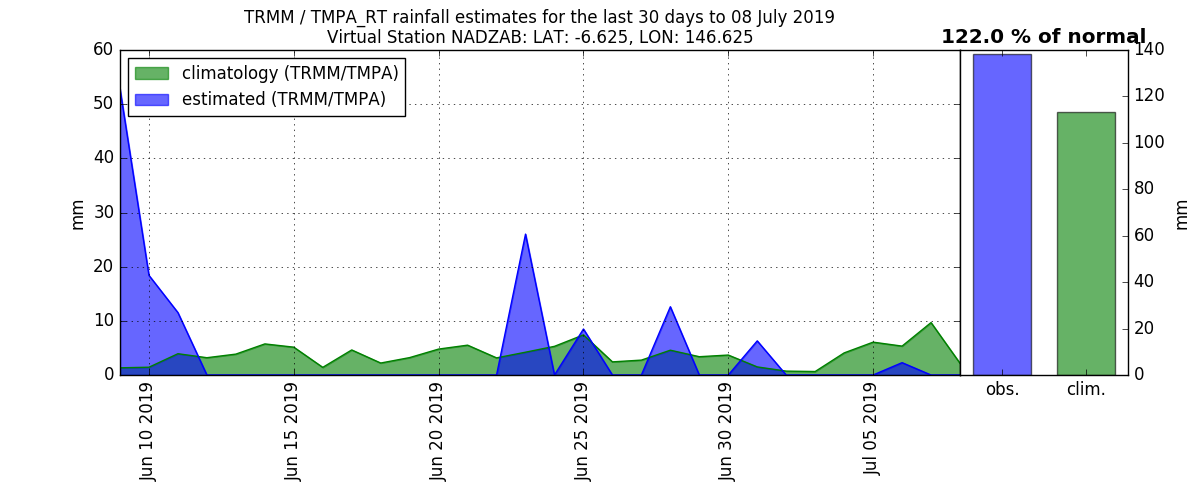 TRMM / TMPA_RT rainfall estimates for the last 30 days to 08 July 2019
Virtual Station NADZAB: LAT: -6.625, LON: 146.625
122.0 % of normal
climatology (TRMM/TMPA)
estimated (TRMM/TMPA)
60
50
40
30
20
10
0
mm
Jun 10 2019
Jun 15 2019
Jun 20 2019
Jun 25 2019
Jun 30 2019
Jul 05 2019
obs.
clim.
140
120
100
80
60
40
20
0
mm